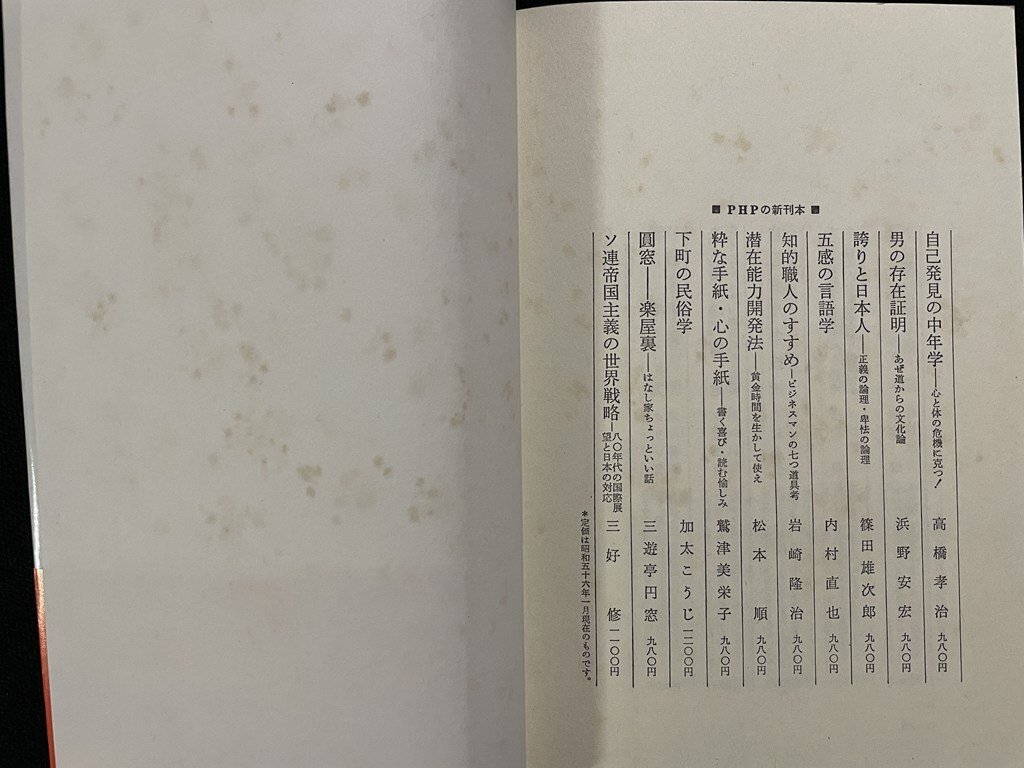 ■ PHPの新刊本 ■
自己発見の中年学――心と体の危機に克つ! 高橋孝治 九八〇円
男の存在証明――あぜ道からの文化論 浜野安宏 九八〇円
誇りと日本人――正義の論理・卑怯の論理 篠田雄次郎 九八〇円
五感の言語学 内村直也 九八〇円
知的職人のすすめ――ビジネスマンの七つ道具考 岩崎隆治 九八〇円
潜在能力開発法――黄金時間を生かして使え 松本順 九八〇円
粋な手紙・心の手紙――書く喜び・読む愉しみ 鷲津美栄子 九八〇円
下町の民俗学 加太こうじ 一二〇〇円
圓窓――楽屋裏――はなし家ちょっといい話 三遊亭円窓 九八〇円
ソ連帝国主義の世界戦略――八〇年代の国際展望と日本の対応 三好修 一一〇〇円
*定価は昭和五十六年一月現在のものです。